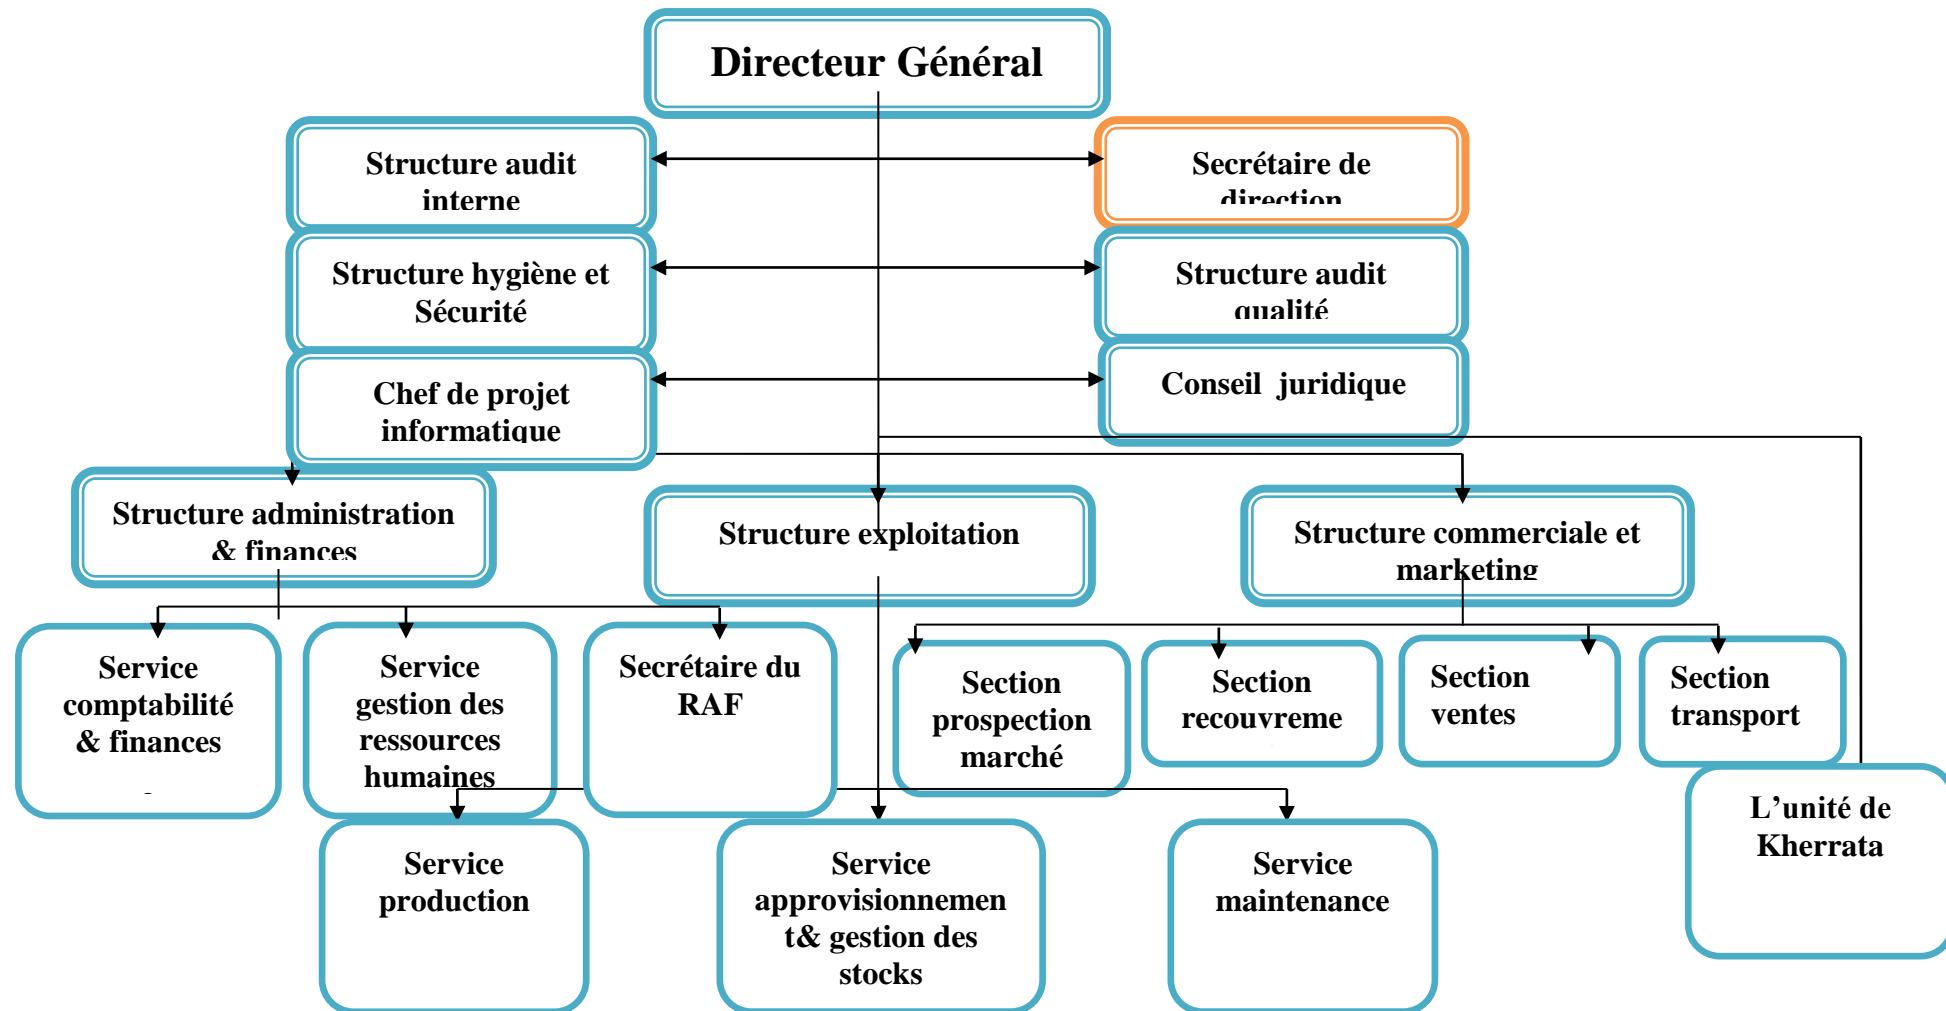 Directeur Général
Structure audit
interne
Secrétaire de
direction
Structure hygiène et
Sécurité
Structure audit
qualité
Chef de projet
informatique
Conseil juridique
Structure administration
& finances
Structure exploitation
Structure commerciale et
marketing
Service
comptabilité
& finances
Service
gestion des
ressources
humaines
Secrétaire du
RAF
Section
prospection
marché
Section
recouvreme
Section
ventes
Section
transport
L’unité de
Kherrata
Service
production
Service
approvisionnemen
t& gestion des
stocks
Service
maintenance